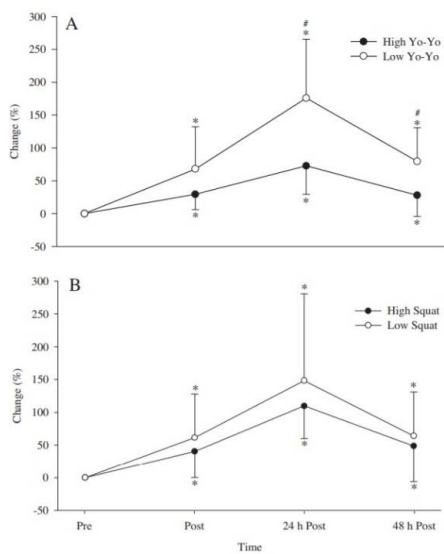 A
300
250
200
150
100
50
0
-50
Change (%)
High Yo-Yo
Low Yo-Yo
*
*
#
*
*
#
*
*
B
300
250
200
150
100
50
0
-50
Change (%)
High Squat
Low Squat
*
*
*
*
*
*
Pre
Post
24 h Post
48 h Post
Time